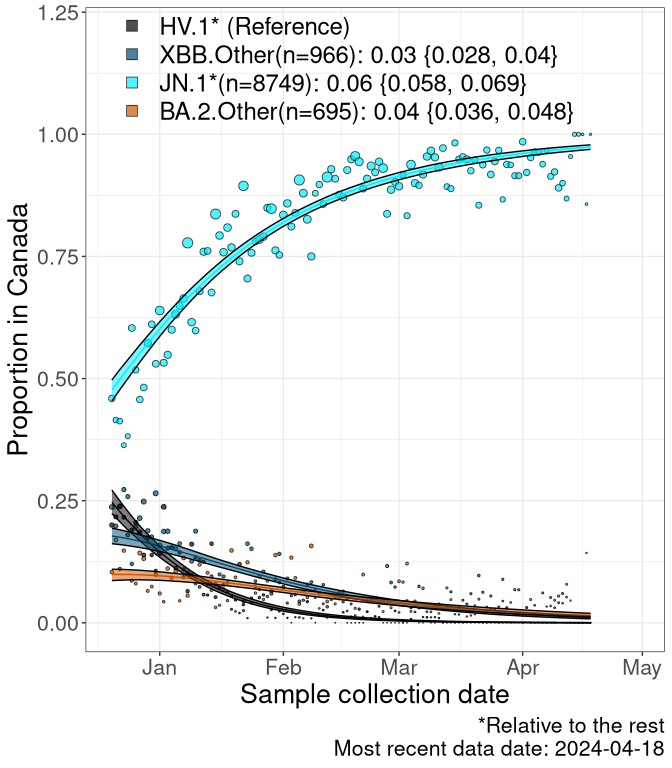 1.25
HV.1* (Reference)
XBB.Other(n=966): 0.03 {0.028, 0.04}
JN.1*(n=8749): 0.06 {0.058, 0.069}
BA.2.Other(n=695): 0.04 {0.036, 0.048}
1.00
0.75
0.50
0.25
0.00
Proportion in Canada
Jan Feb Mar Apr May
Sample collection date
*Relative to the rest
Most recent data date: 2024-04-18